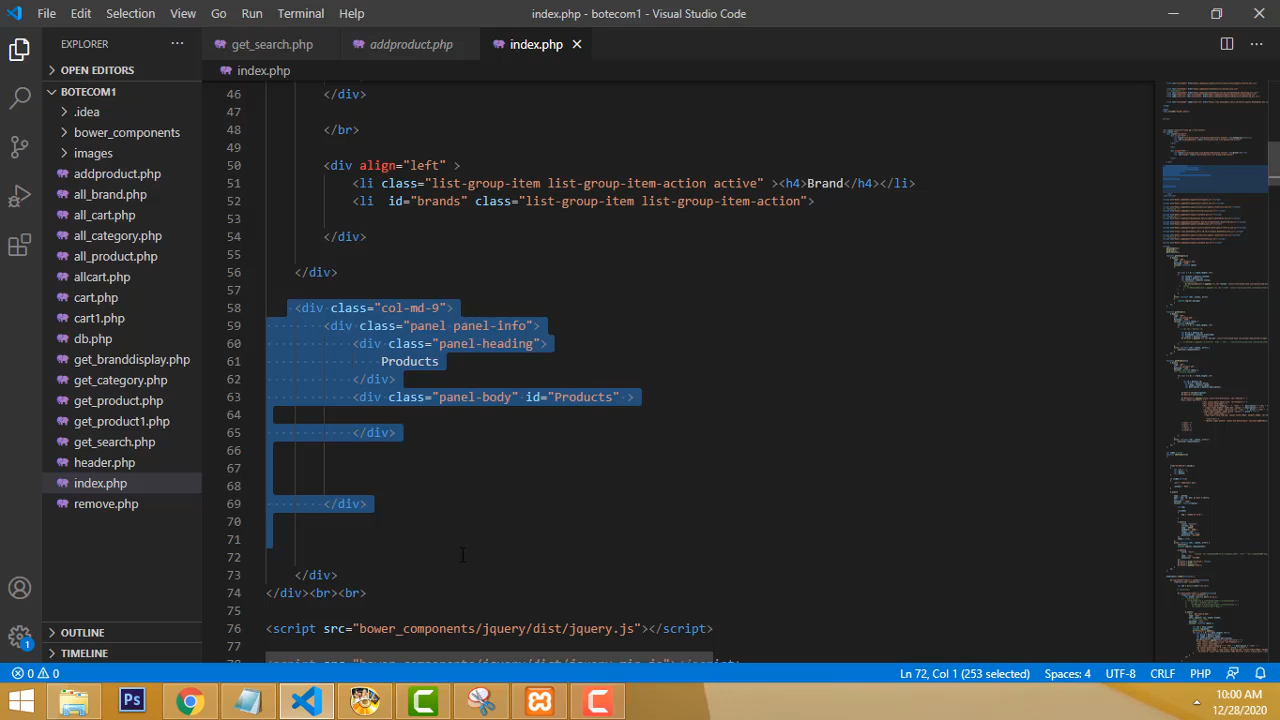 File Edit Selection View Go Run Terminal Help
index.php - botecom1 - Visual Studio Code
EXPLORER
get_search.php addproduct.php index.php
OPEN EDITORS
index.php
BOTECOM1
.idea
bower_components
images
addproduct.php
all_brand.php
all_cart.php
all_category.php
all_product.php
allcart.php
cart.php
cart1.php
db.php
get_branddisplay.php
get_category.php
get_product.php
get_product1.php
get_search.php
header.php
index.php
remove.php
OUTLINE
TIMELINE
46 </div>
47
48 </br>
49
50 <div align="left" >
51 <li class="list-group-item list-group-item-action active" ><h4>Brand</h4></li>
52 <li  id="brands" class="list-group-item list-group-item-action">
53
54 </div>
55
56 </div>
57
58 <div class="col-md-9">
59 <div class="panel panel-info">
60 <div class="panel-heading">
61 Products
62 </div>
63 <div class="panel-body" id="Products" >
64
65 </div>
66
67
68
69 </div>
70
71
72
73 </div>
74 </div><br><br>
75
76 <script src="bower_components/jquery/dist/jquery.js"></script>
77
0 0
Ln 72, Col 1 (253 selected) Spaces: 4 UTF-8 CRLF PHP
1
Ps
10:00 AM
12/28/2020